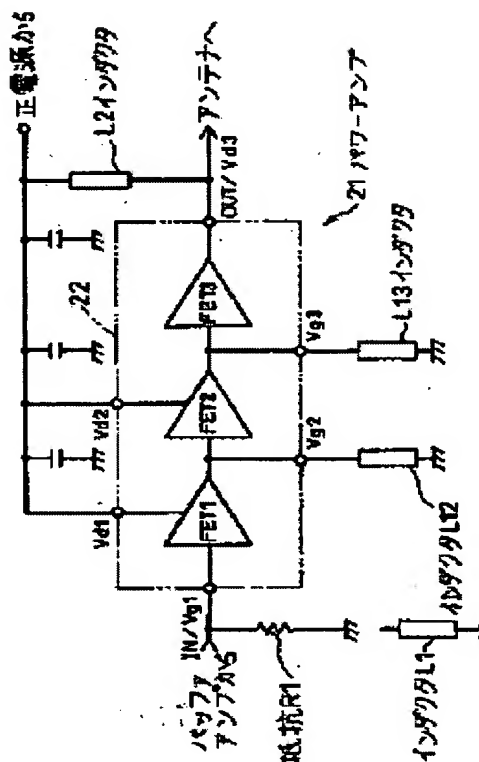 正電源から
L2インダクタ
アンテナへ
OUT/Vd3
21 パワーアンプ
22
FET3
L13インダクタ
Vg3
Vd2
FET2
Vg2
インダクタL12
Vd1
FET1
IN/Vg1
バッファ
アンプから
抵抗R1
インダクタL1